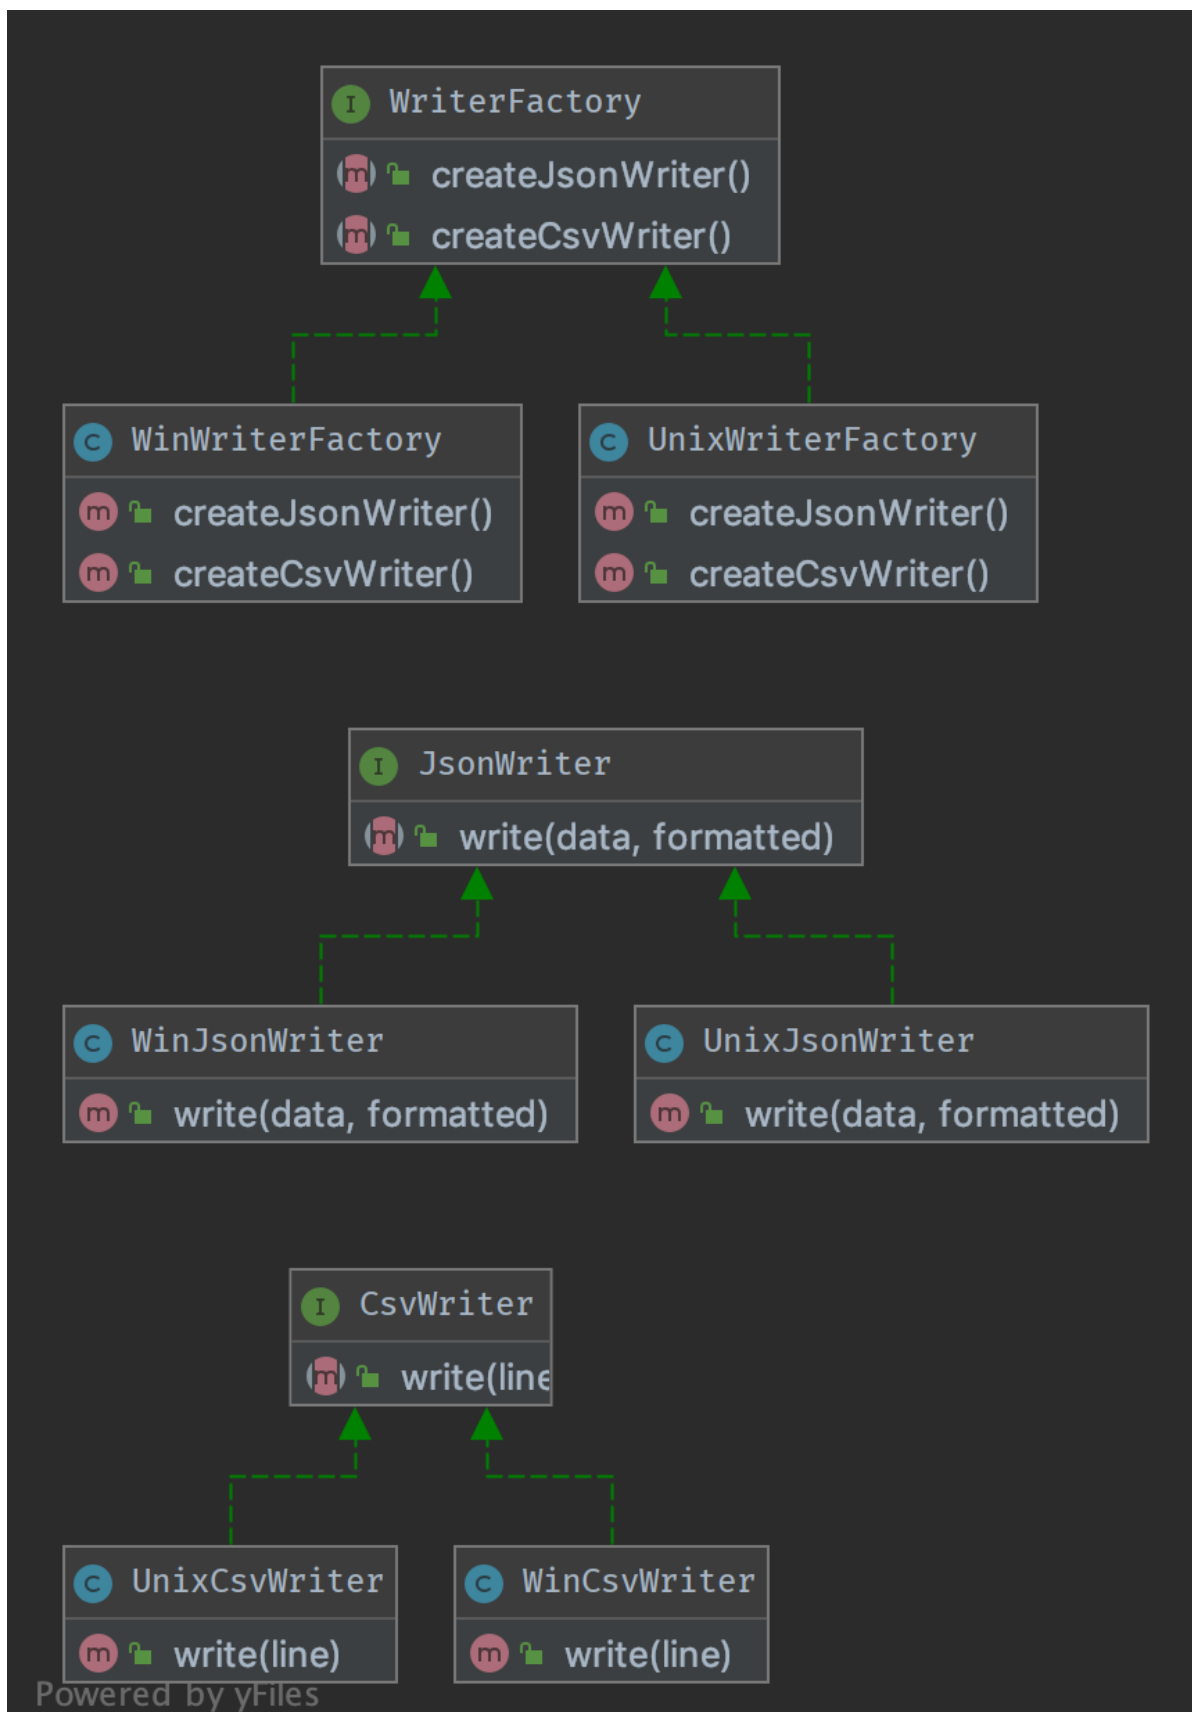 WriterFactory
createJsonWriter()
createCsvWriter()
WinWriterFactory
createJsonWriter()
createCsvWriter()
UnixWriterFactory
createJsonWriter()
createCsvWriter()
JsonWriter
write(data, formatted)
WinJsonWriter
write(data, formatted)
UnixJsonWriter
write(data, formatted)
CsvWriter
write(line
UnixCsvWriter
write(line)
WinCsvWriter
write(line)
Powered by yFiles